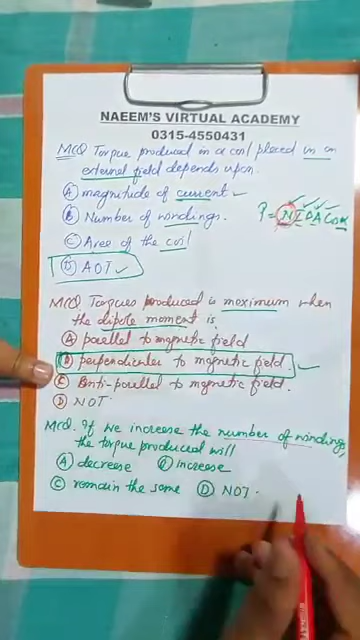 NAEEM'S VIRTUAL ACADEMY
0315-4550431
MCQ Torque produced in a coil placed in an
external field depends upon.
(A) magnitude of current ✓
(B) Number of windings.
(C) Area of the coil
(D) AOT ✓
MCQ Torques produced is maximum when
the dipole moment is
(A) parallel to magnetic field
(B) perpendicular to magnetic field. ✓
(C) Anti-parallel to magnetic field.
(D) NOT.
MCQ. If we increase the number of windings,
the torque produced will
(A) decrease (B) increase
(C) remain the same (D) NOT.